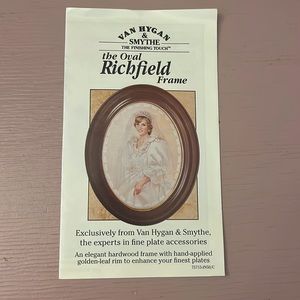 VAN HYGAN
&
SMYTHE
THE FINISHING TOUCH™
the Oval
Richfield
Frame
Exclusively from Van Hygan & Smythe,
the experts in fine plate accessories
An elegant hardwood frame with hand-applied
golden-leaf rim to enhance your finest plates